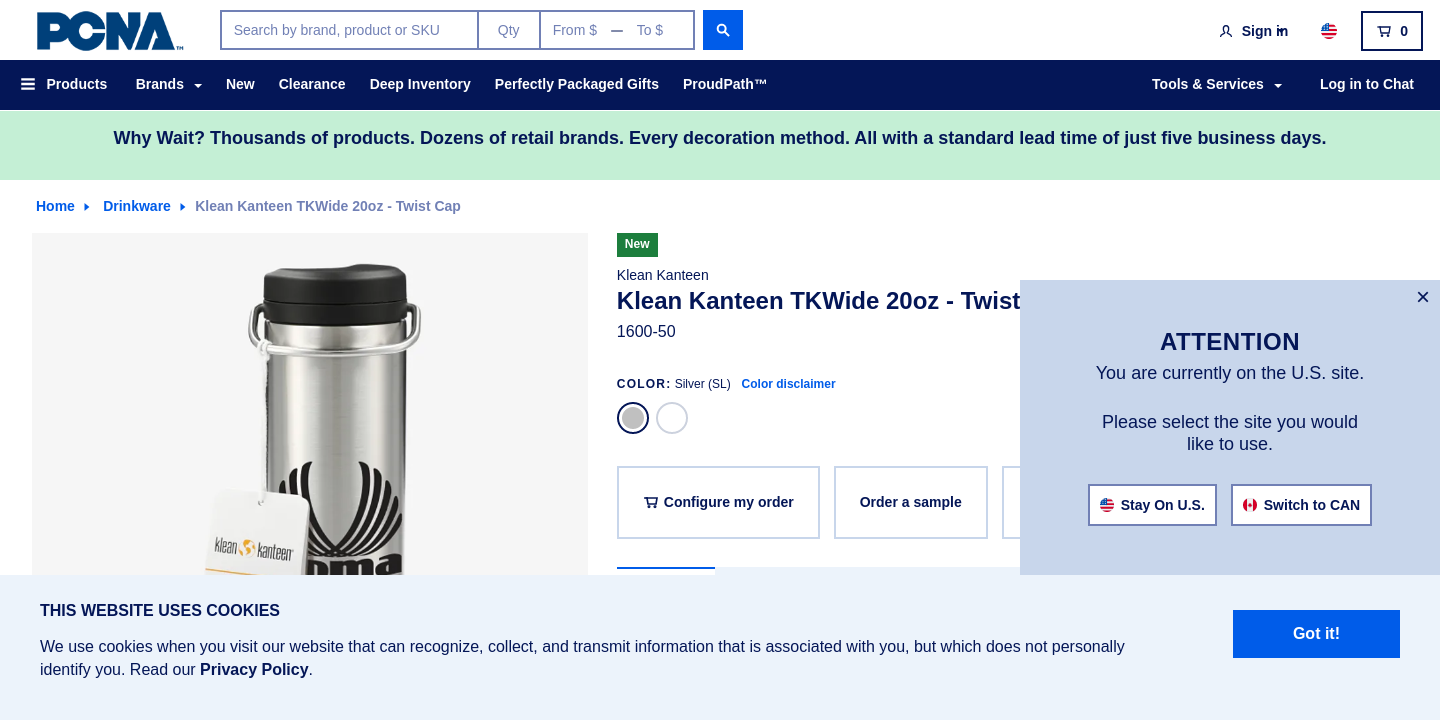 PCNA™
Search by brand, product or SKU
Qty
From $ — To $
Sign in
0
Products
Brands
New
Clearance
Deep Inventory
Perfectly Packaged Gifts
ProudPath™
Tools & Services
Log in to Chat
Why Wait? Thousands of products. Dozens of retail brands. Every decoration method. All with a standard lead time of just five business days.
Home
Drinkware
Klean Kanteen TKWide 20oz - Twist Cap
klean kanteen
New
Klean Kanteen
Klean Kanteen TKWide 20oz - Twist
1600-50
COLOR: Silver (SL) Color disclaimer
Configure my order
Order a sample
×
ATTENTION
You are currently on the U.S. site.
Please select the site you would
like to use.
Stay On U.S.
Switch to CAN
THIS WEBSITE USES COOKIES
We use cookies when you visit our website that can recognize, collect, and transmit information that is associated with you, but which does not personally
identify you. Read our Privacy Policy.
Got it!